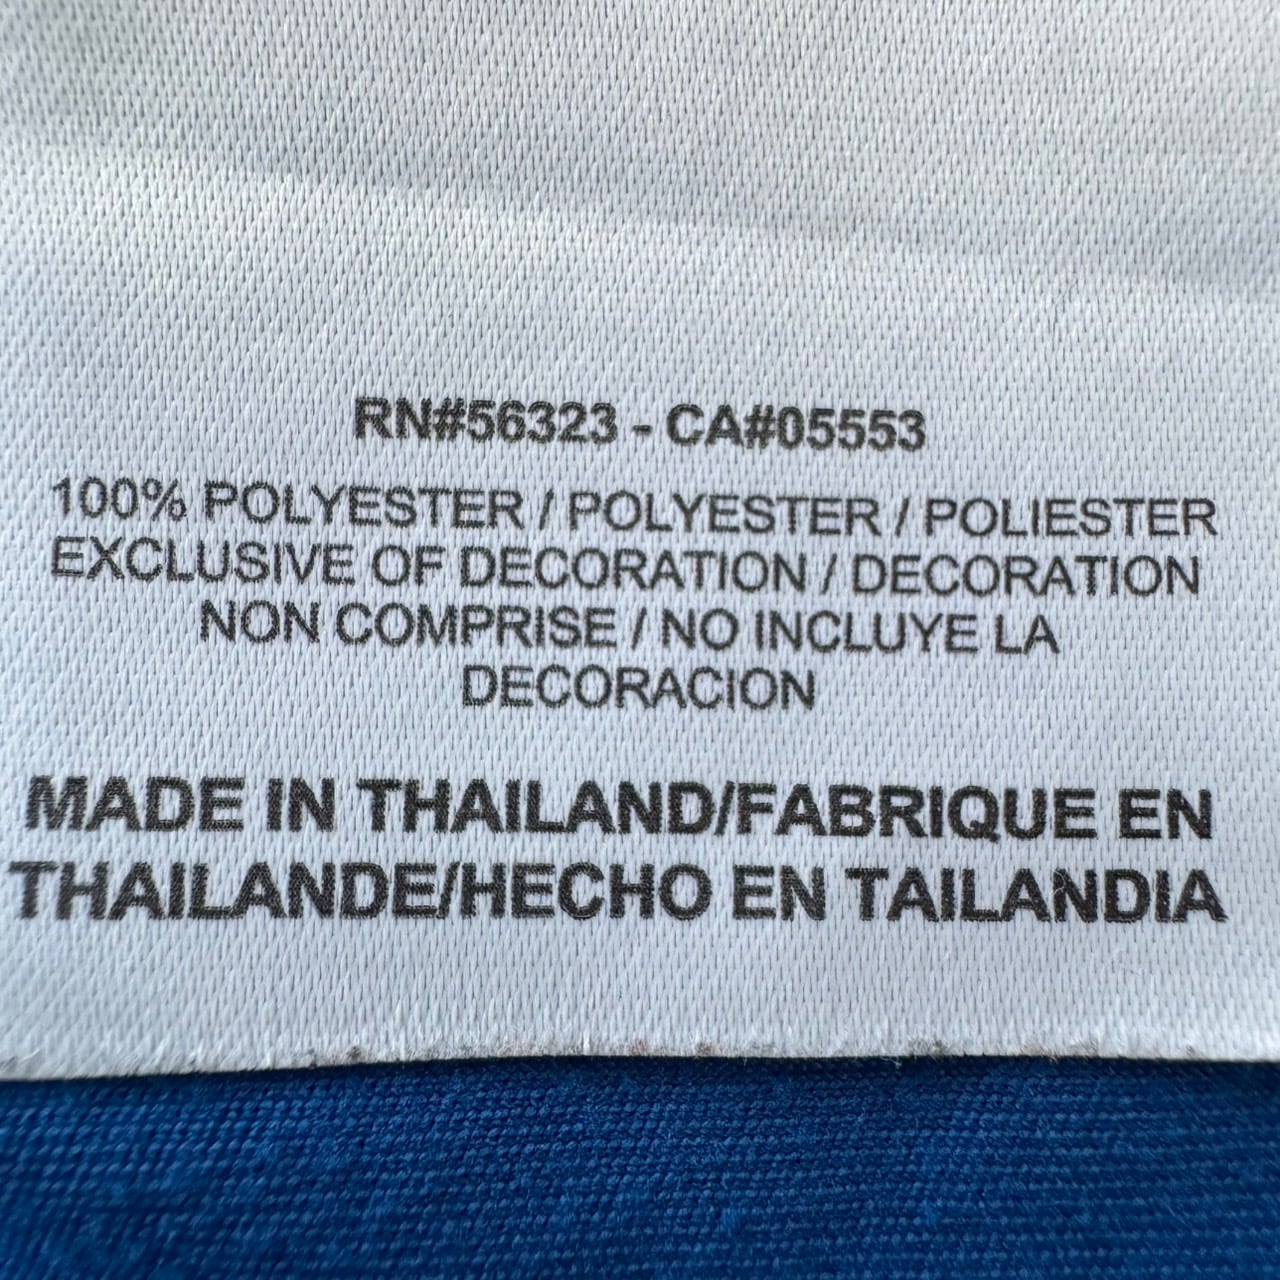 RN#56323 - CA#05553
100% POLYESTER / POLYESTER / POLIESTER
EXCLUSIVE OF DECORATION / DECORATION
NON COMPRISE / NO INCLUYE LA
DECORACION
MADE IN THAILAND/FABRIQUE EN
THAILANDE/HECHO EN TAILANDIA